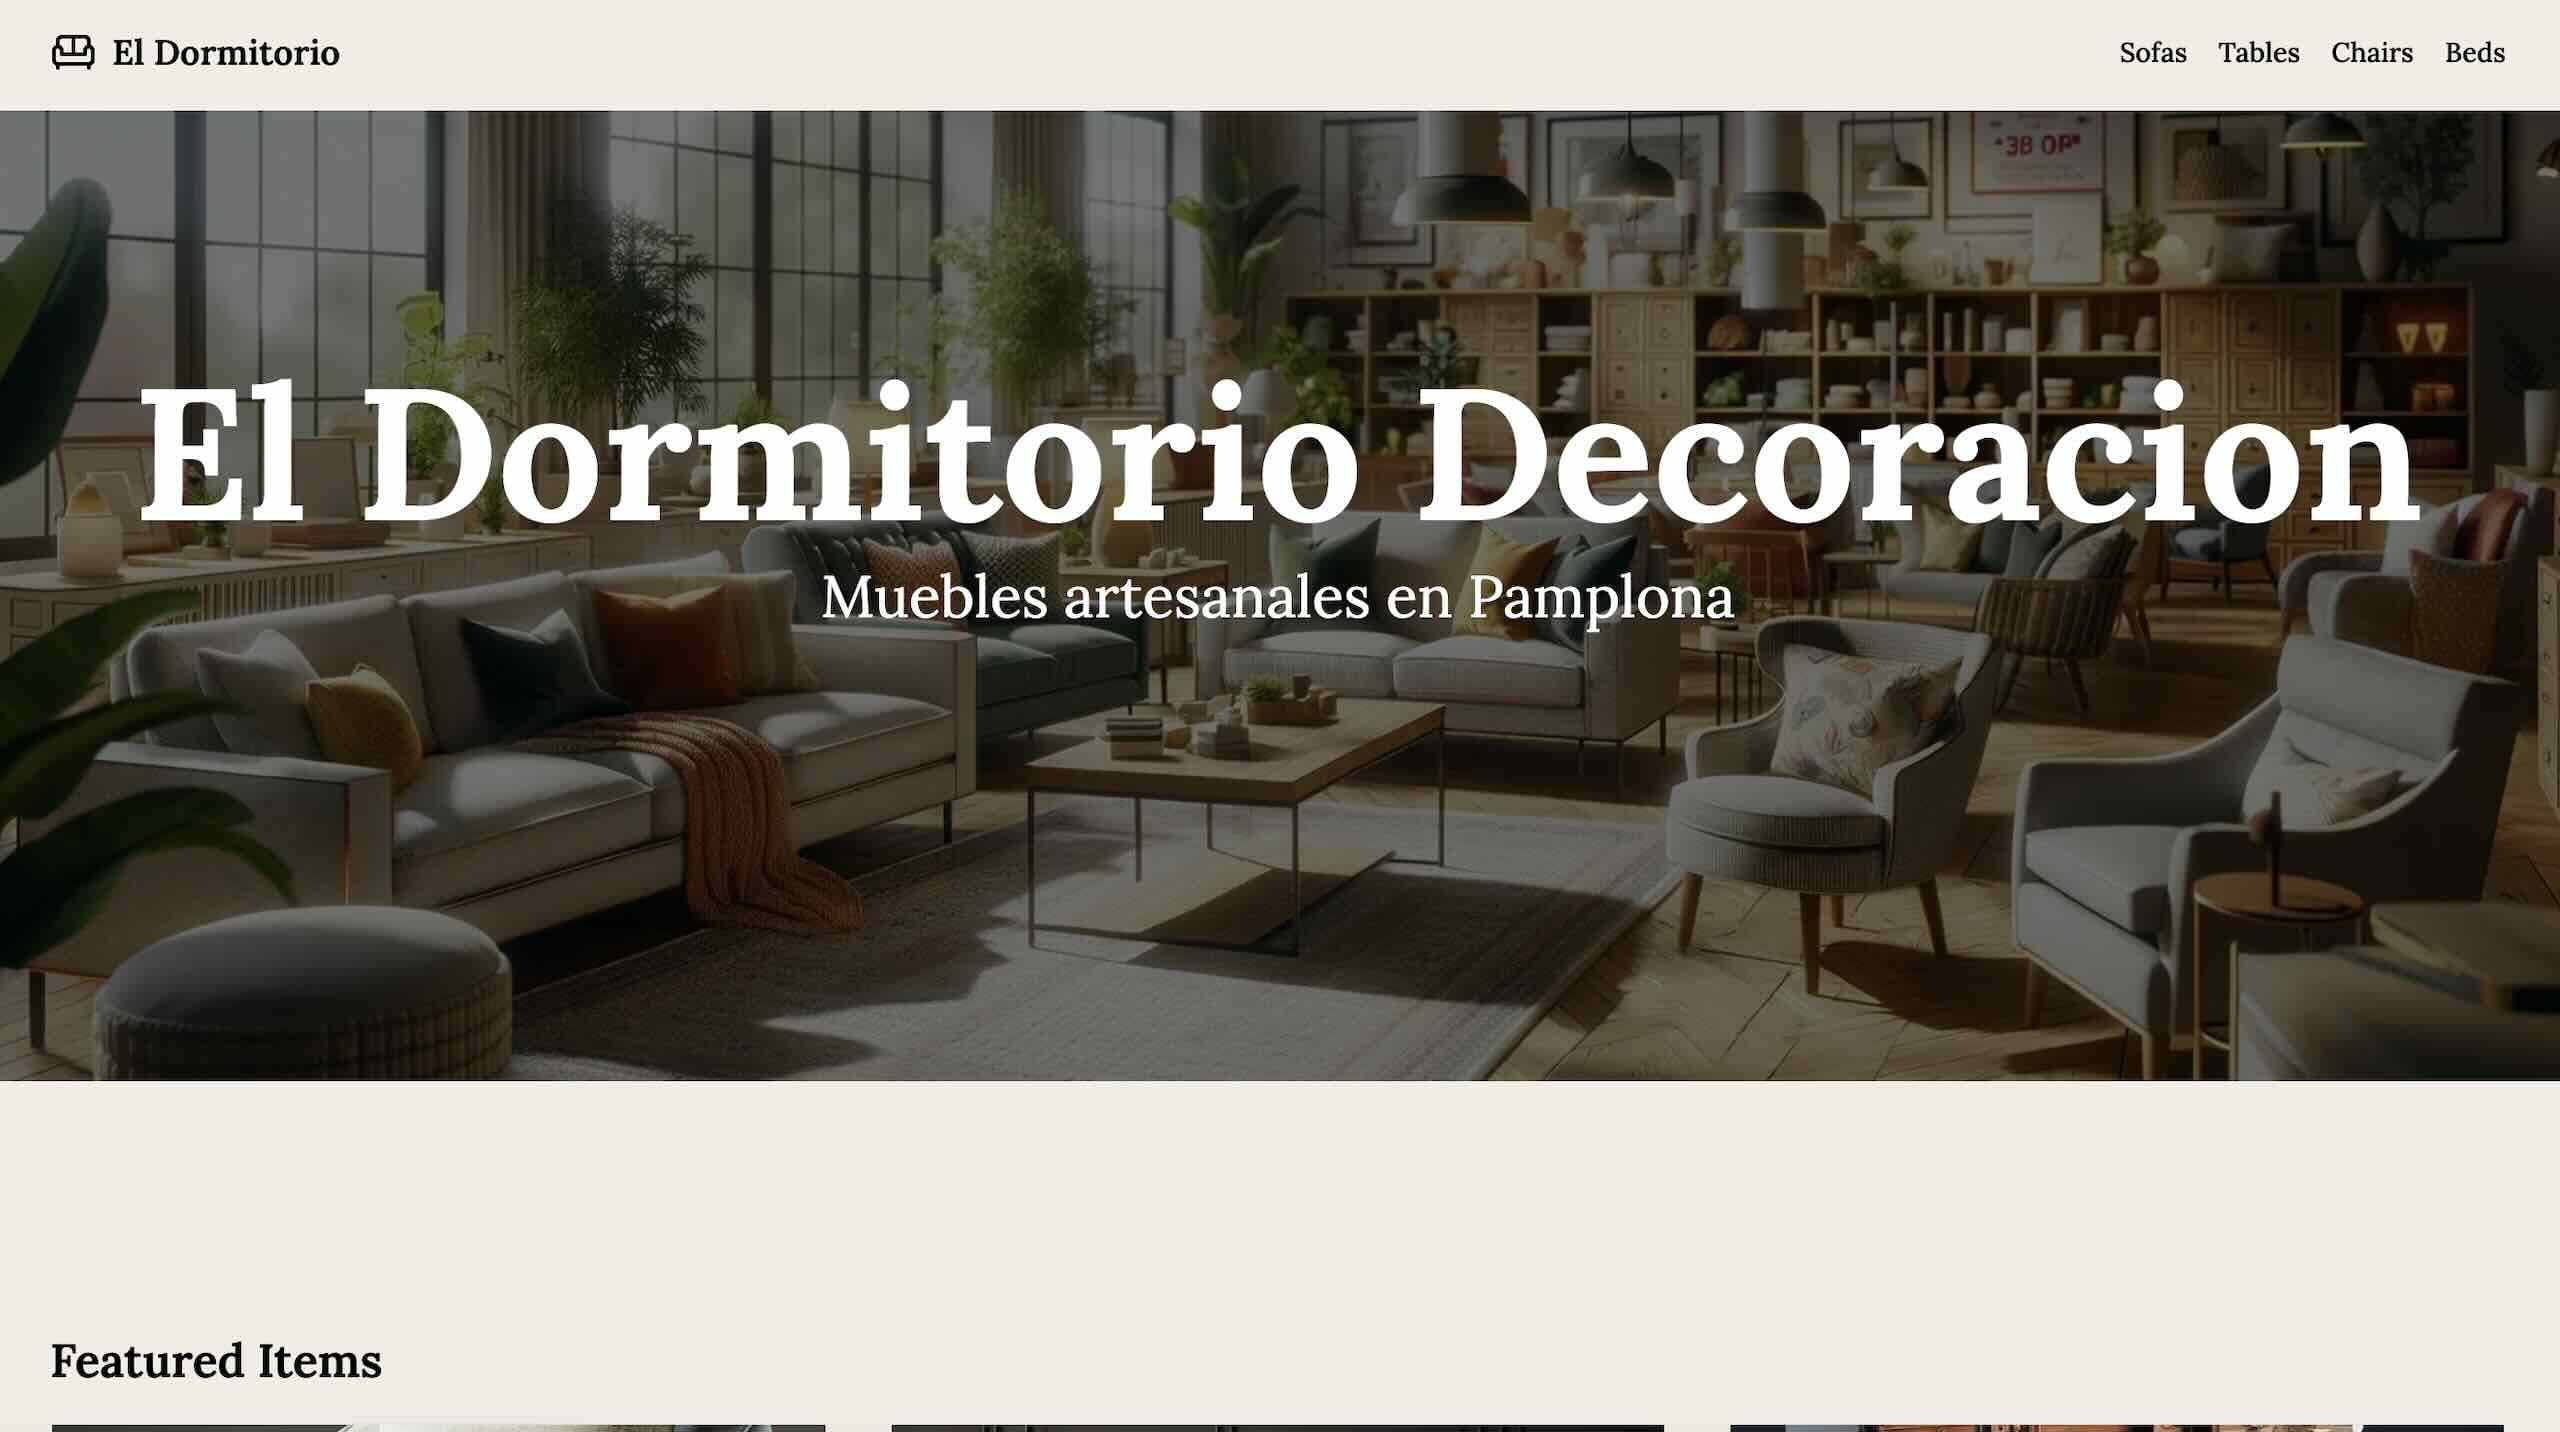 El Dormitorio
Sofas Tables Chairs Beds
"38 OP"
El Dormitorio Decoracion
Muebles artesanales en Pamplona
Featured Items